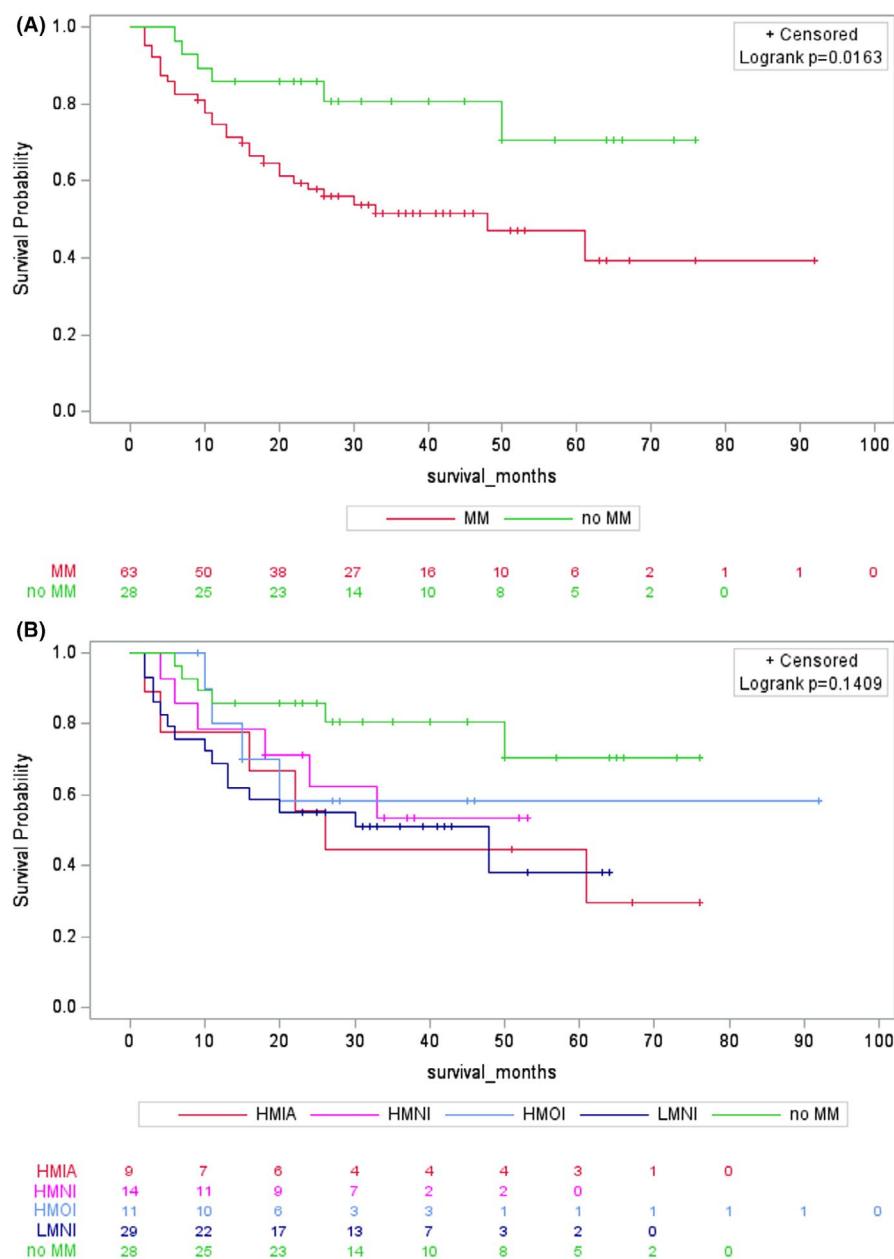 (A)
+ Censored
Logrank p=0.0163
1.0
0.8
0.6
0.4
0.2
0.0
Survival Probability
0 10 20 30 40 50 60 70 80 90 100
survival_months
MM no MM
MM 63 50 38 27 16 10 6 2 1 1 0
no MM 28 25 23 14 10 8 5 2 0
(B)
+ Censored
Logrank p=0.1409
1.0
0.8
0.6
0.4
0.2
0.0
Survival Probability
0 10 20 30 40 50 60 70 80 90 100
survival_months
HMIA HMNI HMOI LMNI no MM
HMIA 9 7 6 4 4 4 3 1 0
HMNI 14 11 9 7 2 2 0
HMOI 11 10 6 3 3 1 1 1 1 1 0
LMNI 29 22 17 13 7 3 2 0
no MM 28 25 23 14 10 8 5 2 0